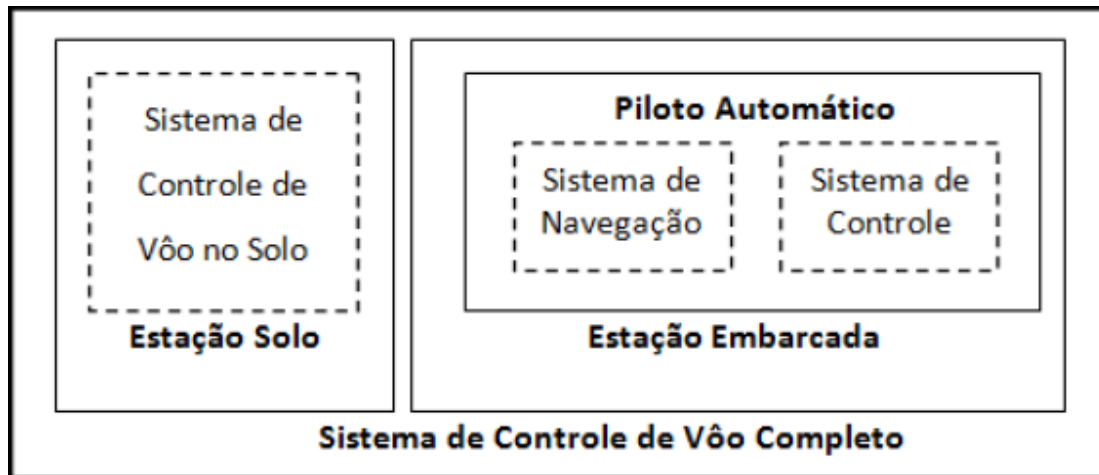 Sistema de
Controle de
Vôo no Solo
Estação Solo
Piloto Automático
Sistema de
Navegação
Sistema de
Controle
Estação Embarcada
Sistema de Controle de Vôo Completo